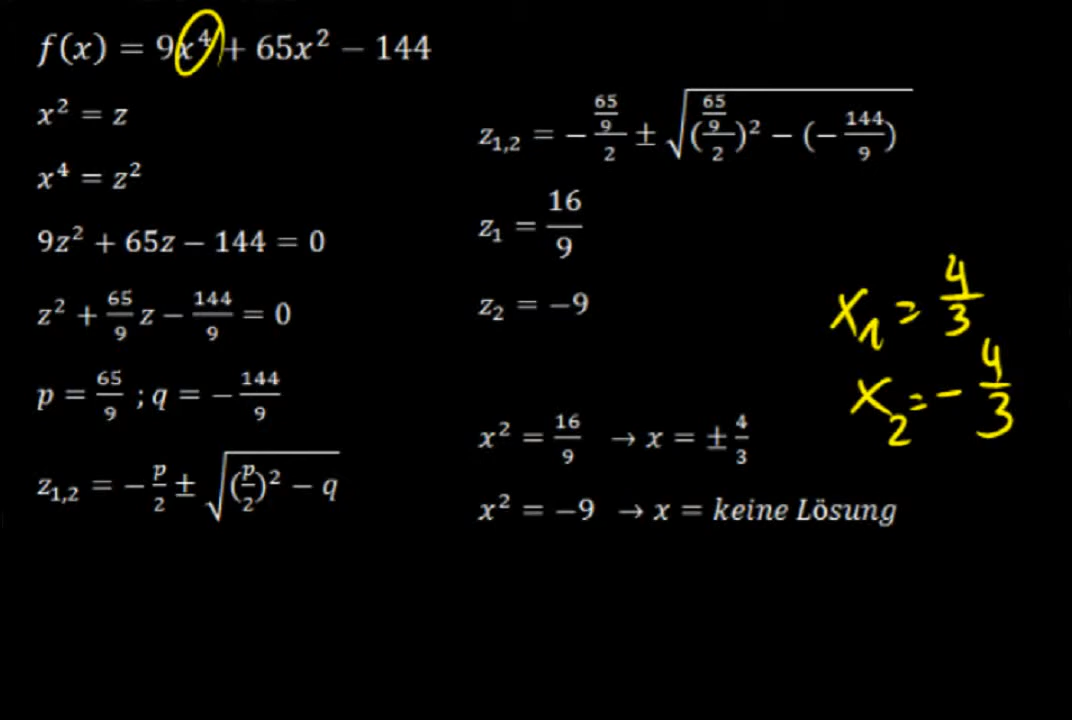 f(x) = 9x⁴ + 65x² − 144
x² = z
x⁴ = z²
9z² + 65z − 144 = 0
z² + 65/9 z − 144/9 = 0
p = 65/9 ; q = − 144/9
z₁,₂ = − p/2 ± √((p/2)² − q)
z₁,₂ = − (65/9)/2 ± √(((65/9)/2)² − (− 144/9))
z₁ = 16/9
z₂ = −9
x² = 16/9 → x = ± 4/3
x² = −9 → x = keine Lösung
x₁ = 4/3
x₂ = − 4/3